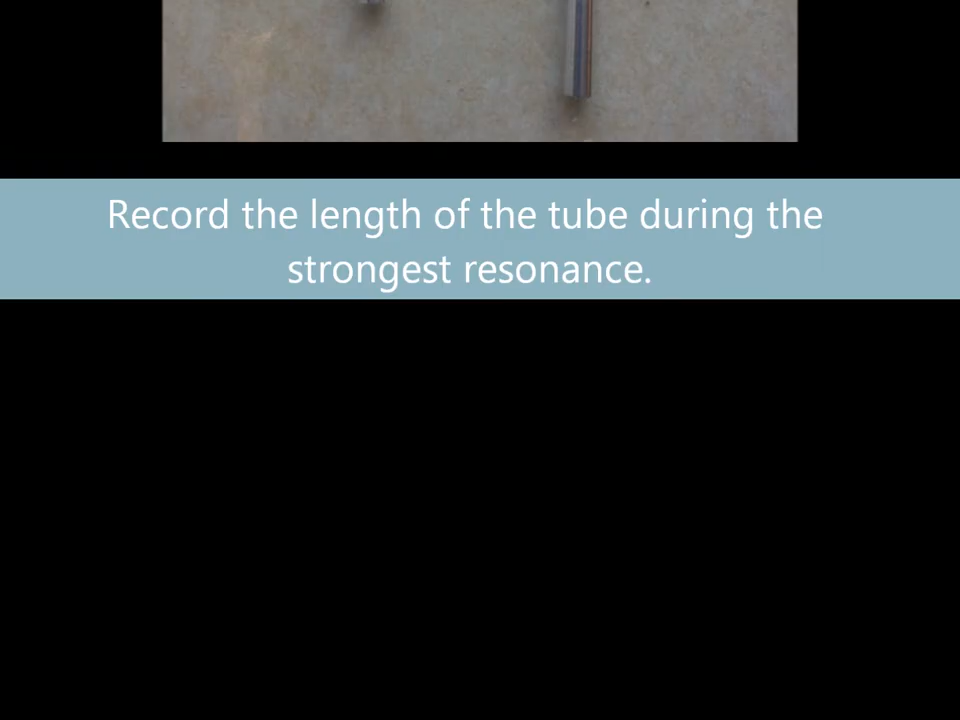 Record the length of the tube during the
strongest resonance.